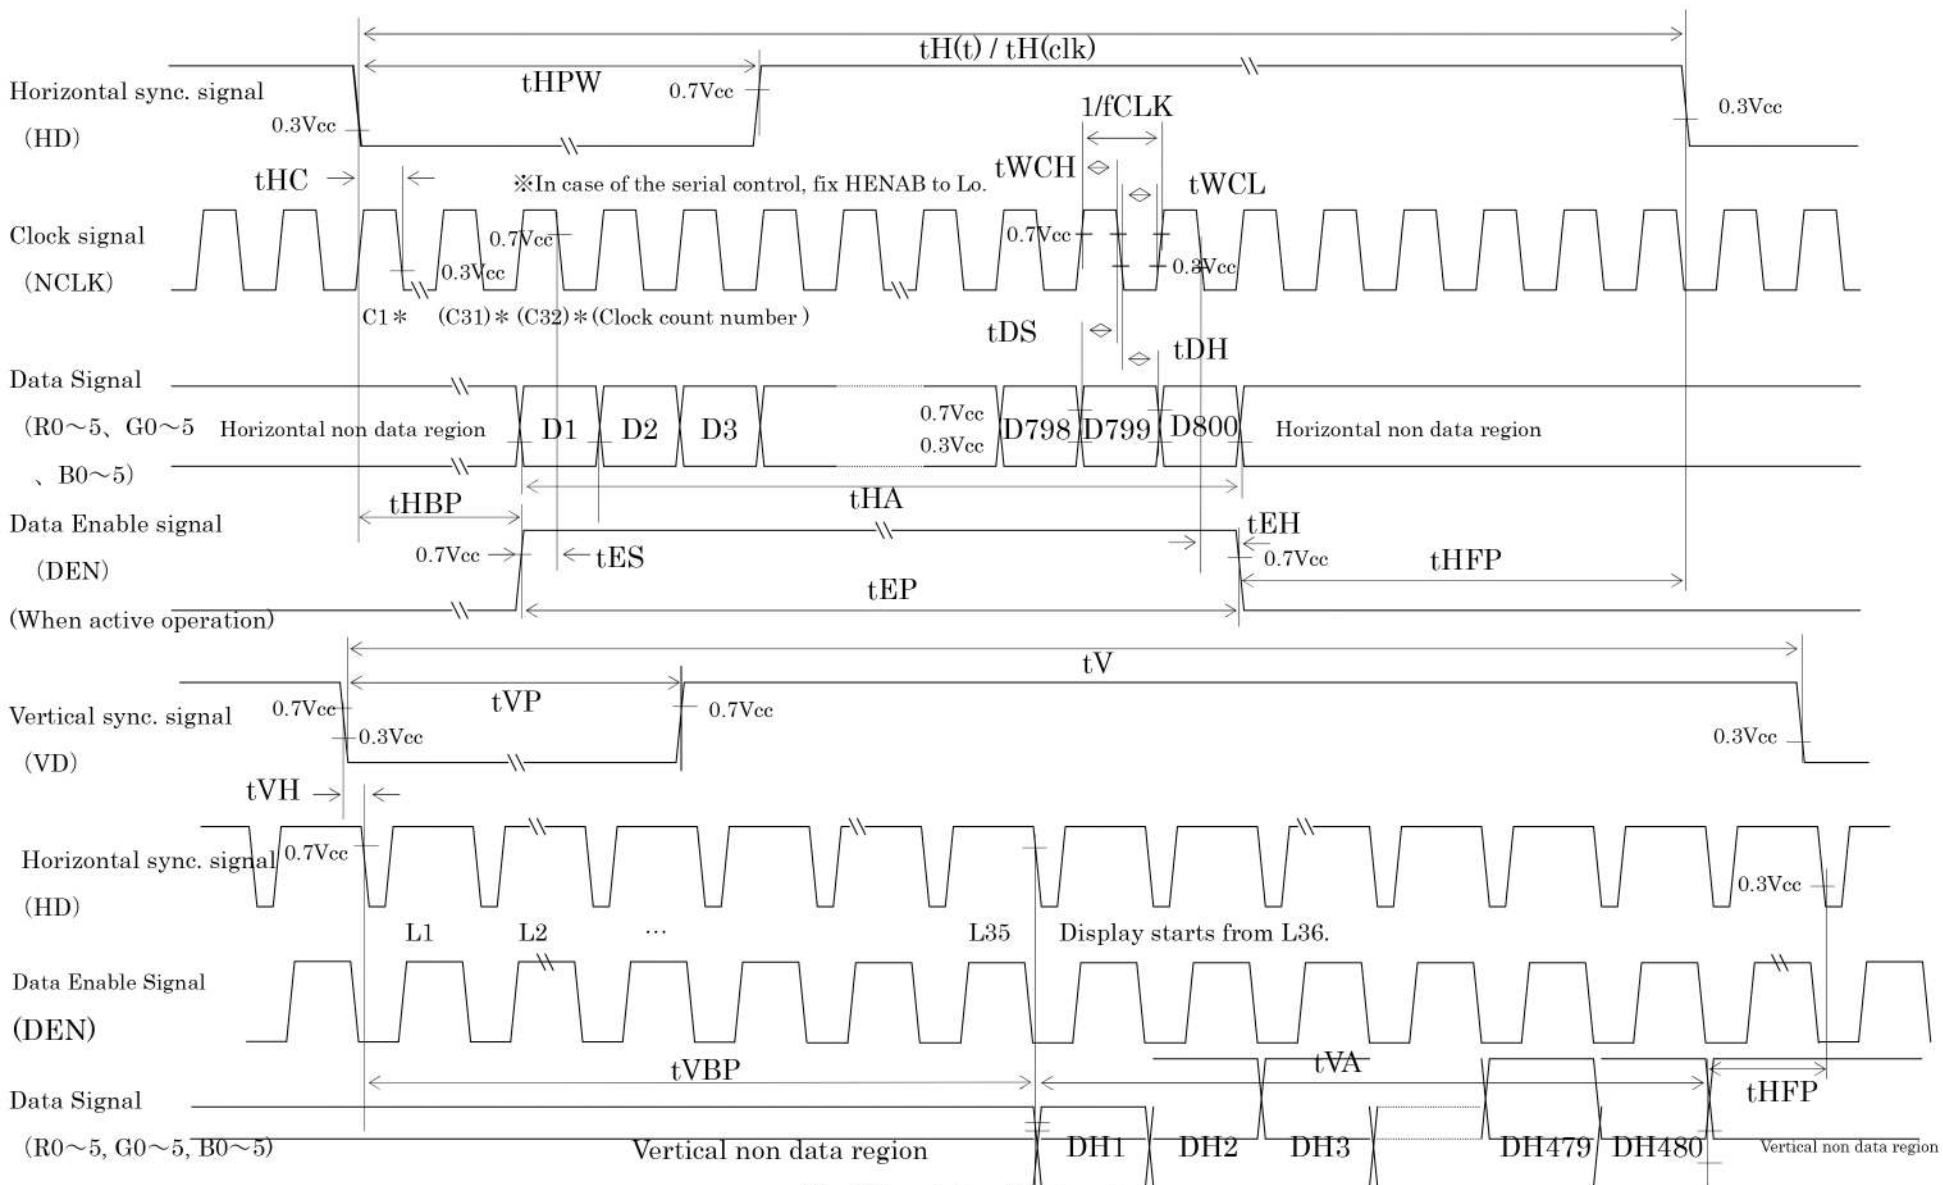 tH(t) / tH(clk)
tHPW
0.7Vcc
Horizontal sync. signal
(HD)
0.3Vcc
1/fCLK
0.3Vcc
tHC
※In case of the serial control, fix HENAB to Lo.
tWCH
tWCL
Clock signal
(NCLK)
0.7Vcc
0.3Vcc
0.7Vcc
0.3Vcc
C1＊ (C31)＊ (C32)＊ (Clock count number )
tDS
tDH
Data Signal
(R0～5、G0～5
、B0～5)
Horizontal non data region
D1
D2
D3
0.7Vcc
0.3Vcc
D798
D799
D800
Horizontal non data region
tHBP
tHA
Data Enable signal
(DEN)
(When active operation)
0.7Vcc
tES
tEH
0.7Vcc
tHFP
tEP
tV
tVP
Vertical sync. signal
(VD)
0.7Vcc
0.3Vcc
0.7Vcc
0.3Vcc
tVH
Horizontal sync. signal
(HD)
0.7Vcc
0.3Vcc
L1
L2
…
L35
Display starts from L36.
Data Enable Signal
(DEN)
tVBP
tVA
tHFP
Data Signal
(R0～5, G0～5, B0～5)
Vertical non data region
DH1
DH2
DH3
DH479
DH480
Vertical non data region